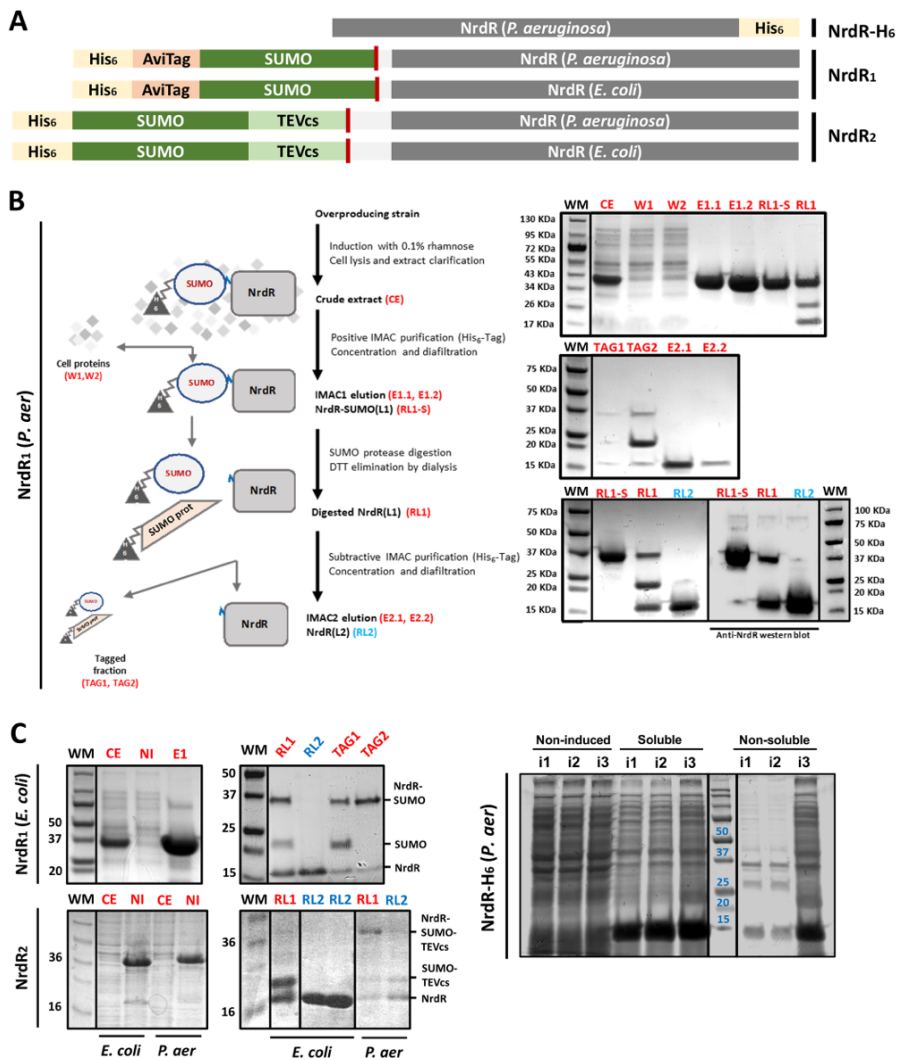 A
NrdR (P. aeruginosa) His6 NrdR-H6
His6 AviTag SUMO NrdR (P. aeruginosa)
NrdR1
His6 AviTag SUMO NrdR (E. coli)
His6 SUMO TEVcs NrdR (P. aeruginosa)
NrdR2
His6 SUMO TEVcs NrdR (E. coli)
B
NrdR1 (P. aer)
Overproducing strain
Induction with 0.1% rhamnose
Cell lysis and extract clarification
SUMO
H
6
NrdR
Crude extract (CE)
Positive IMAC purification (His6-Tag)
Concentration and diafiltration
Cell proteins
(W1,W2)
SUMO
H
6
NrdR
IMAC1 elution (E1.1, E1.2)
NrdR-SUMO(L1) (RL1-S)
SUMO protease digestion
DTT elimination by dialysis
SUMO
H
6
NrdR
SUMO prot
H
6
Digested NrdR(L1) (RL1)
Subtractive IMAC purification (His6-Tag)
Concentration and diafiltration
SUMO
SUMO prot
NrdR
IMAC2 elution (E2.1, E2.2)
NrdR(L2) (RL2)
Tagged
fraction
(TAG1, TAG2)
WM CE W1 W2 E1.1 E1.2 RL1-S RL1
130 KDa
95 KDa
72 KDa
55 KDa
43 KDa
34 KDa
26 KDa
17 KDa
WM TAG1 TAG2 E2.1 E2.2
75 KDa
50 KDa
37 KDa
25 KDa
20 KDa
15 KDa
WM RL1-S RL1 RL2 RL1-S RL1 RL2 WM
75 KDa
50 KDa
37 KDa
25 KDa
20 KDa
15 KDa
100 KDa
75 KDa
50 KDa
37 KDa
25 KDa
20 KDa
15 KDa
Anti-NrdR western blot
C
NrdR1 (E. coli)
WM CE NI E1
50
37
20
WM RL1 RL2 TAG1 TAG2
50
37
25
15
NrdR-
SUMO
SUMO
NrdR
NrdR2
WM CE NI CE NI
36
16
E. coli P. aer
WM RL1 RL2 RL2 RL1 RL2
36
16
NrdR-
SUMO-
TEVcs
SUMO-
TEVcs
NrdR
E. coli P. aer
NrdR-H6 (P. aer)
Non-induced Soluble Non-soluble
i1 i2 i3 i1 i2 i3 i1 i2 i3
50
37
25
20
15